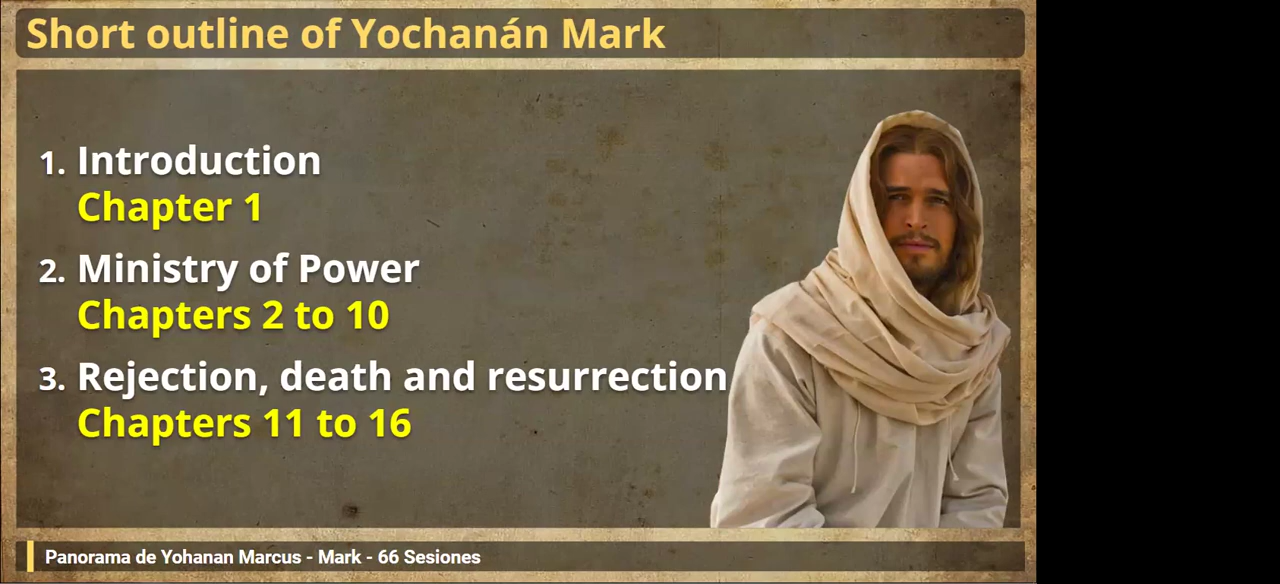 Short outline of Yochanán Mark
1. Introduction
Chapter 1
2. Ministry of Power
Chapters 2 to 10
3. Rejection, death and resurrection
Chapters 11 to 16
Panorama de Yohanan Marcus - Mark - 66 Sesiones